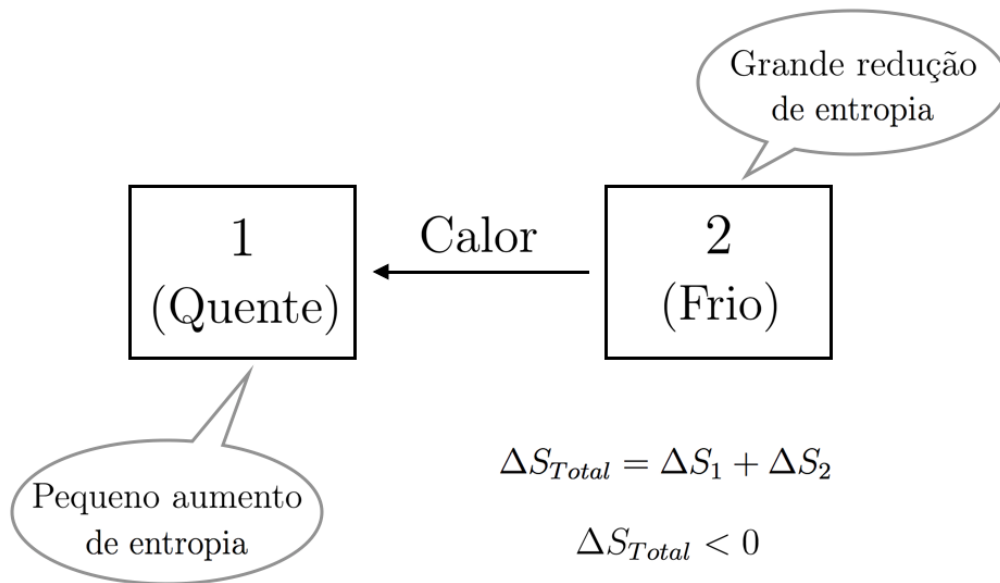 Grande redução
de entropia
1
(Quente)
Calor
2
(Frio)
Pequeno aumento
de entropia
ΔS_{Total} = ΔS_1 + ΔS_2
ΔS_{Total} < 0